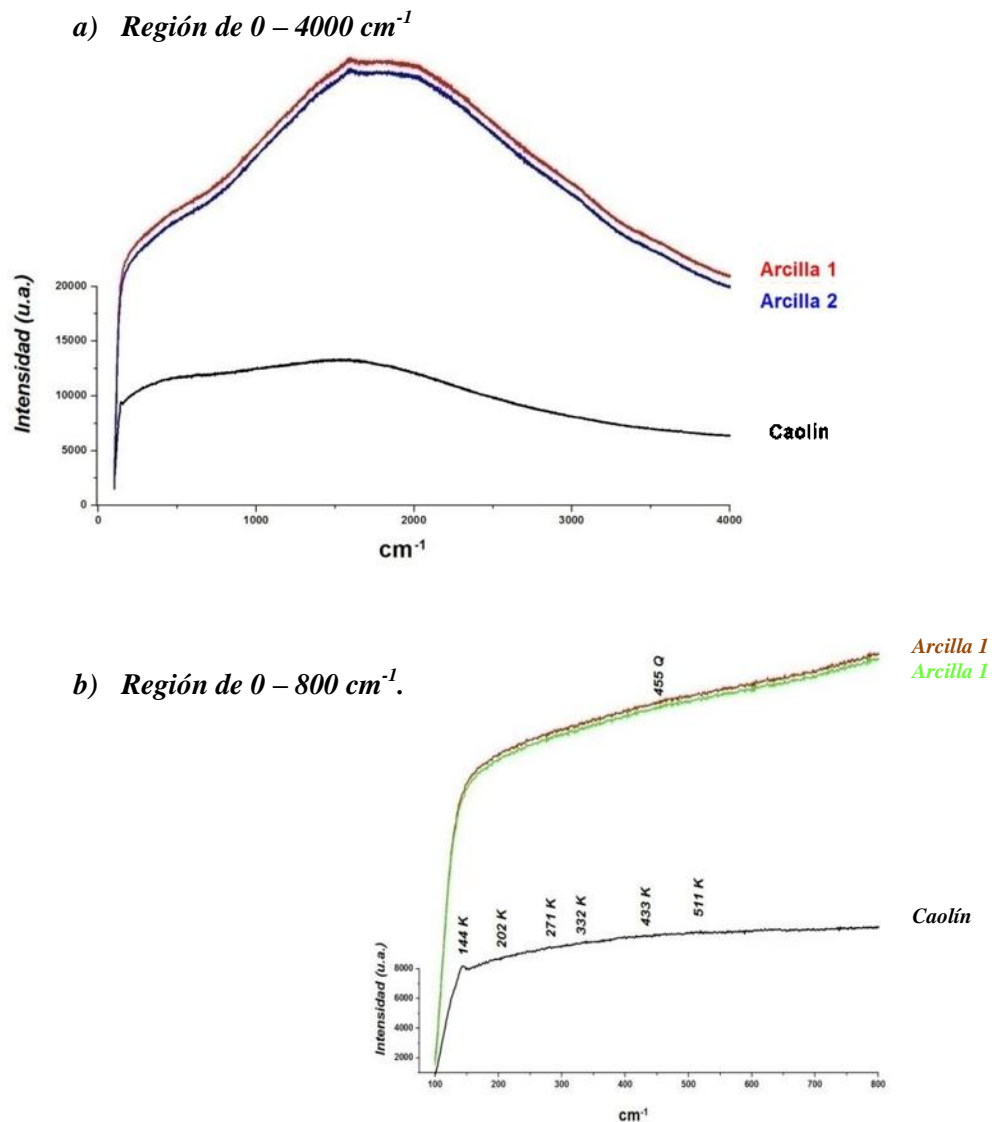 a) Región de 0 – 4000 cm⁻¹
Intensidad (u.a.)
20000
15000
10000
5000
0
0 1000 2000 3000 4000
cm⁻¹
Arcilla 1
Arcilla 2
Caolín
b) Región de 0 – 800 cm⁻¹.
Arcilla 1
Arcilla 1
455 Q
144 K
202 K
271 K
332 K
433 K
511 K
Caolín
Intensidad (u.a.)
8000
6000
4000
2000
100 200 300 400 500 600 700 800
cm⁻¹